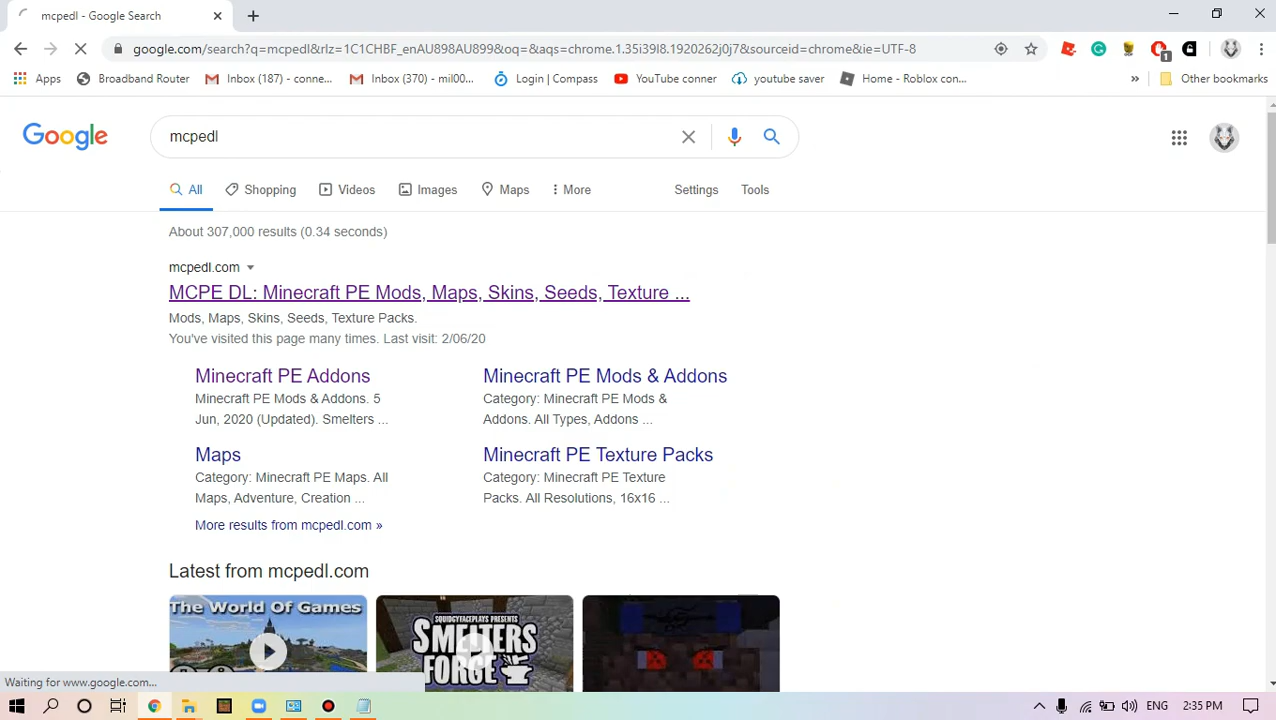 mcpedl - Google Search
google.com/search?q=mcpedl&rlz=1C1CHBF_enAU898AU899&oq=&aqs=chrome.1.35i39l8.1920262j0j7&sourceid=chrome&ie=UTF-8
1
Apps Broadband Router Inbox (187) - conne... Inbox (370) - mil000... Login | Compass YouTube conner youtube saver Home - Roblox con... » Other bookmarks
Google
mcpedl
All Shopping Videos Images Maps More Settings Tools
About 307,000 results (0.34 seconds)
mcpedl.com
MCPE DL: Minecraft PE Mods, Maps, Skins, Seeds, Texture ...
Mods, Maps, Skins, Seeds, Texture Packs.
You've visited this page many times. Last visit: 2/06/20
Minecraft PE Addons
Minecraft PE Mods & Addons. 5
Jun, 2020 (Updated). Smelters ...
Minecraft PE Mods & Addons
Category: Minecraft PE Mods &
Addons. All Types, Addons ...
Maps
Category: Minecraft PE Maps. All
Maps, Adventure, Creation ...
Minecraft PE Texture Packs
Category: Minecraft PE Texture
Packs. All Resolutions, 16x16 ...
More results from mcpedl.com »
Latest from mcpedl.com
The World Of Games
SQUIDGYFACEPLAYS PRESENTS
SMELTERS
FORGE
Waiting for www.google.com...
ENG 2:35 PM